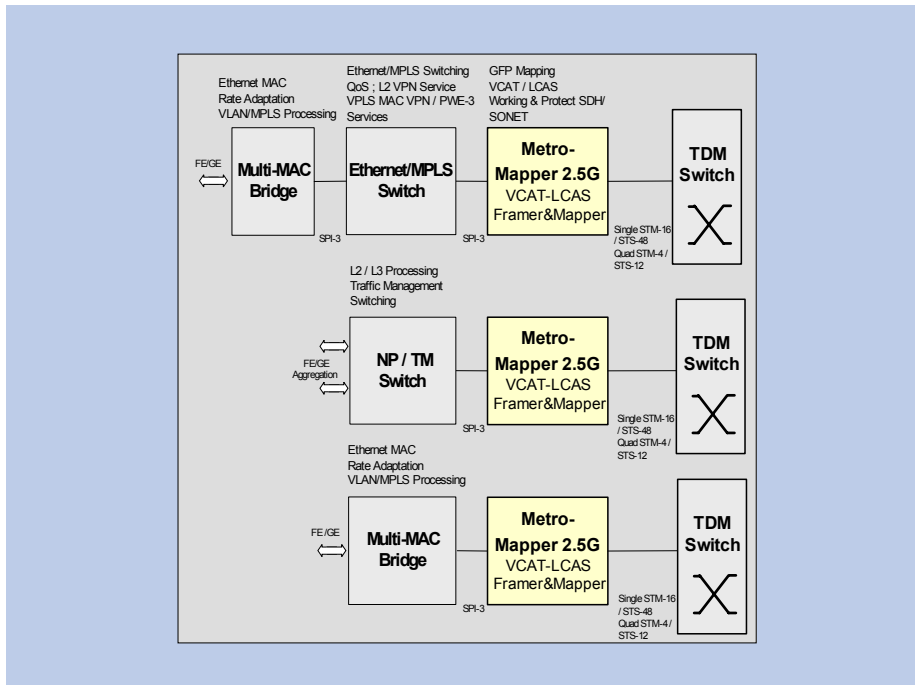 Ethernet MAC
Rate Adaptation
VLAN/MPLS Processing
Ethernet/MPLS Switching
QoS ; L2 VPN Service
VPLS MAC VPN / PWE-3
Services
GFP Mapping
VCAT / LCAS
Working & Protect SDH/
SONET
FE/GE
Multi-MAC
Bridge
SPI-3
Ethernet/MPLS
Switch
SPI-3
Metro-
Mapper 2.5G
VCAT-LCAS
Framer&Mapper
Single STM-16
/ STS-48
Quad STM-4 /
STS-12
TDM
Switch
L2 / L3 Processing
Traffic Management
Switching
FE/GE
Aggregation
NP / TM
Switch
SPI-3
Metro-
Mapper 2.5G
VCAT-LCAS
Framer&Mapper
Single STM-16
/ STS-48
Quad STM-4 /
STS-12
TDM
Switch
Ethernet MAC
Rate Adaptation
VLAN/MPLS Processing
FE/GE
Multi-MAC
Bridge
SPI-3
Metro-
Mapper 2.5G
VCAT-LCAS
Framer&Mapper
Single STM-16
/ STS-48
Quad STM-4 /
STS-12
TDM
Switch